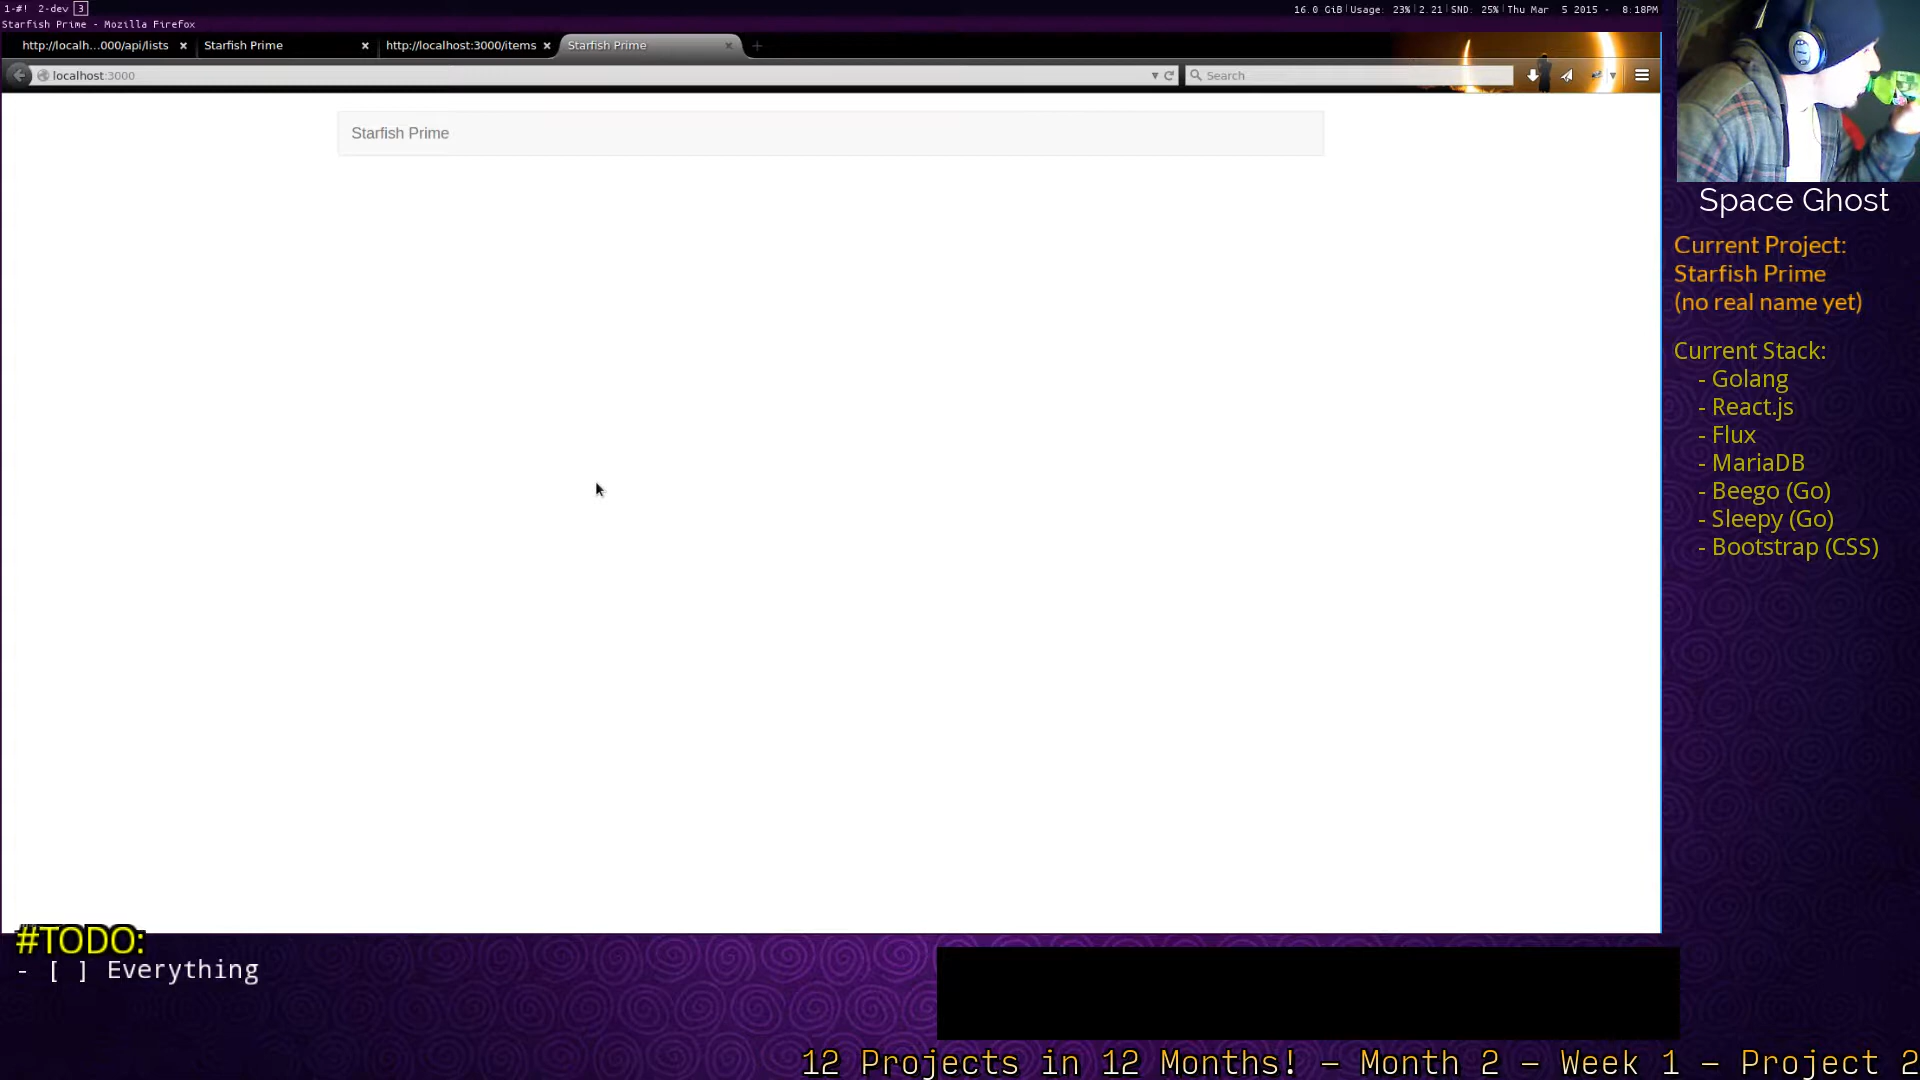 1-#! 2-dev 3
16.0 GiB|Usage: 23%|2.21|SND: 25%|Thu Mar 5 2015 - 8:18PM
Starfish Prime - Mozilla Firefox
http://localh...000/api/lists
Starfish Prime
http://localhost:3000/items
Starfish Prime
localhost:3000
Search
Starfish Prime
Space Ghost
Current Project:
Starfish Prime
(no real name yet)
Current Stack:
- Golang
- React.js
- Flux
- MariaDB
- Beego (Go)
- Sleepy (Go)
- Bootstrap (CSS)
#TODO:
- [ ] Everything
12 Projects in 12 Months! - Month 2 - Week 1 - Project 2